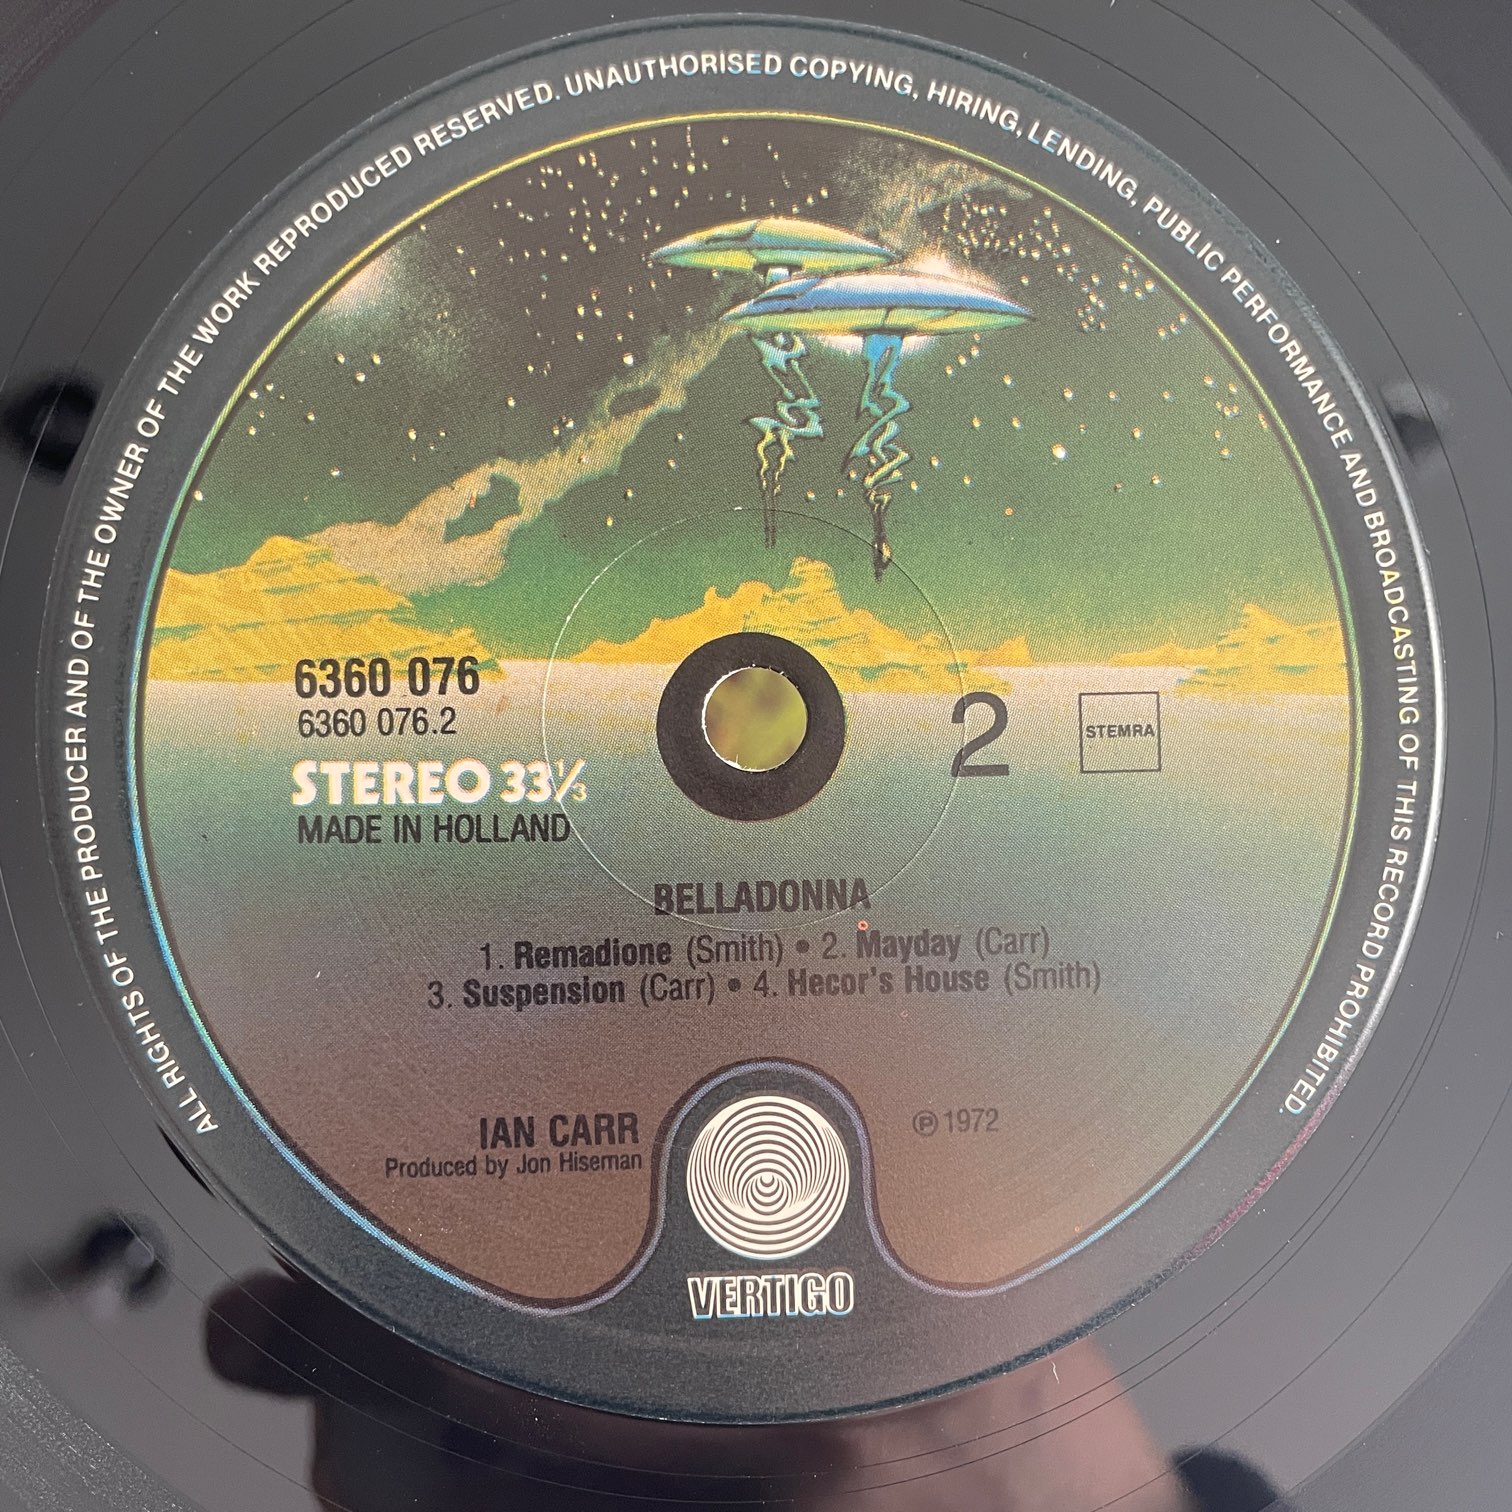 ALL RIGHTS OF THE PRODUCER AND OF THE OWNER OF THE WORK REPRODUCED RESERVED. UNAUTHORISED COPYING, HIRING, LENDING, PUBLIC PERFORMANCE AND BROADCASTING OF THIS RECORD PROHIBITED.
6360 076
6360 076.2
STEREO 33⅓
MADE IN HOLLAND
2
STEMRA
BELLADONNA
1. Remadione (Smith) • 2. Mayday (Carr)
3. Suspension (Carr) • 4. Hecor's House (Smith)
IAN CARR
Produced by Jon Hiseman
℗ 1972
VERTIGO